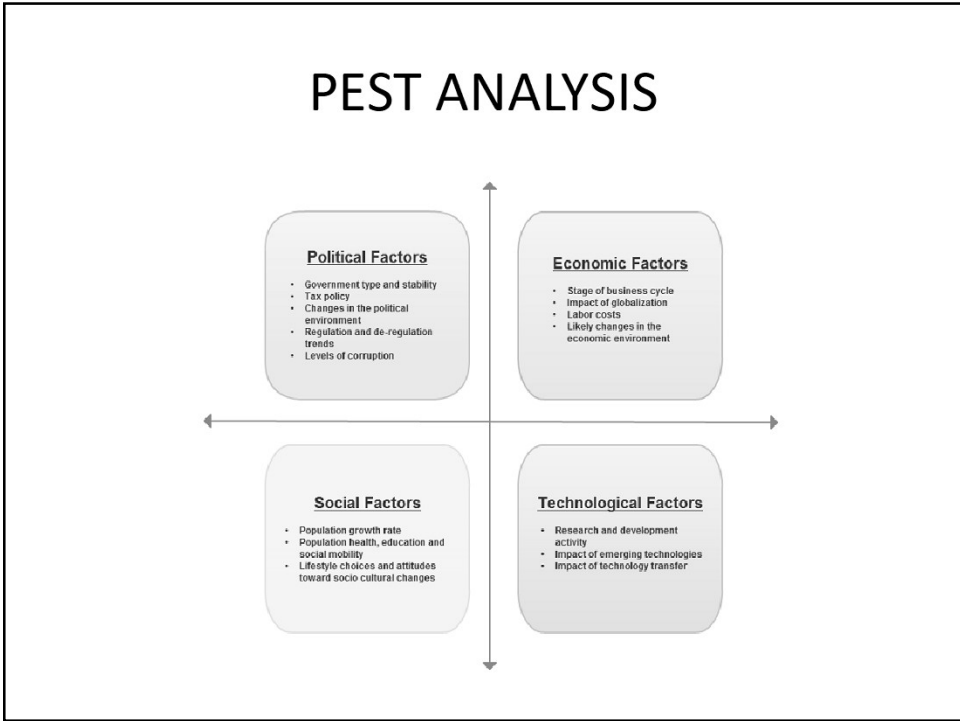 PEST ANALYSIS
Political Factors
• Government type and stability
• Tax policy
• Changes in the political
environment
• Regulation and de-regulation
trends
• Levels of corruption
Economic Factors
• Stage of business cycle
• Impact of globalization
• Labor costs
• Likely changes in the
economic environment
Social Factors
• Population growth rate
• Population health, education and
social mobility
• Lifestyle choices and attitudes
toward socio cultural changes
Technological Factors
• Research and development
activity
• Impact of emerging technologies
• Impact of technology transfer